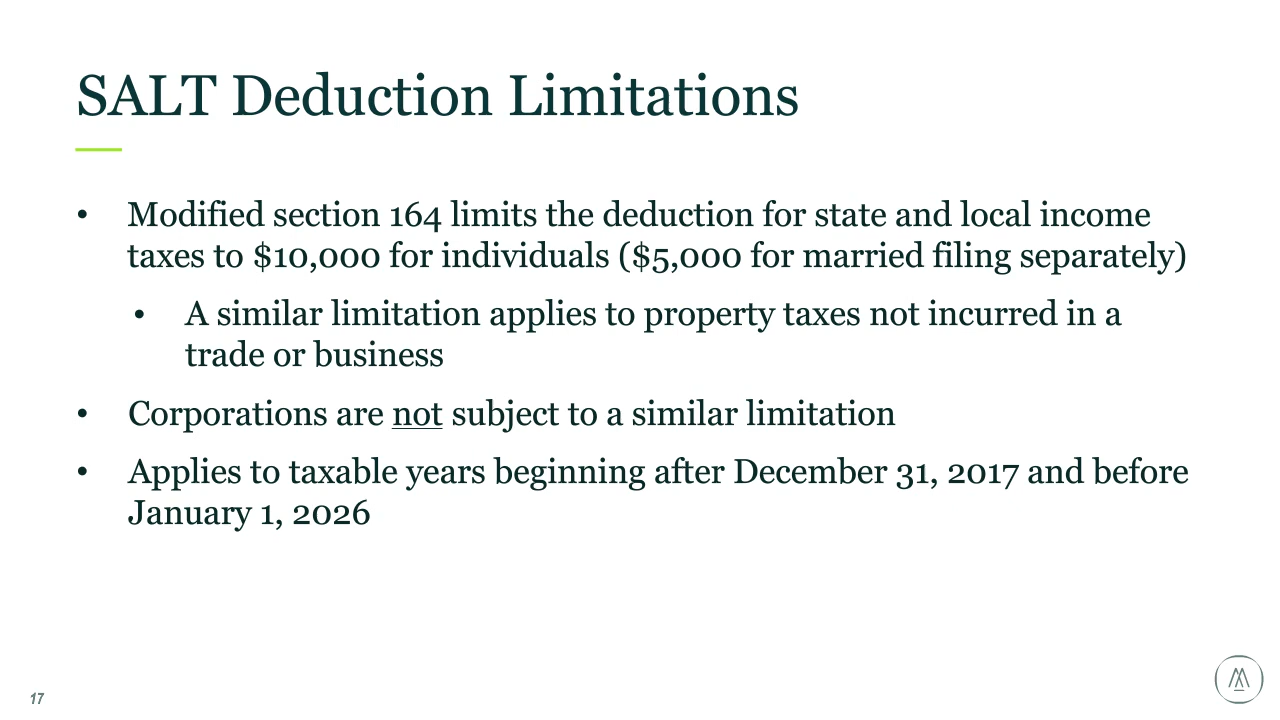 SALT Deduction Limitations
• Modified section 164 limits the deduction for state and local income
taxes to $10,000 for individuals ($5,000 for married filing separately)
• A similar limitation applies to property taxes not incurred in a
trade or business
• Corporations are not subject to a similar limitation
• Applies to taxable years beginning after December 31, 2017 and before
January 1, 2026
17